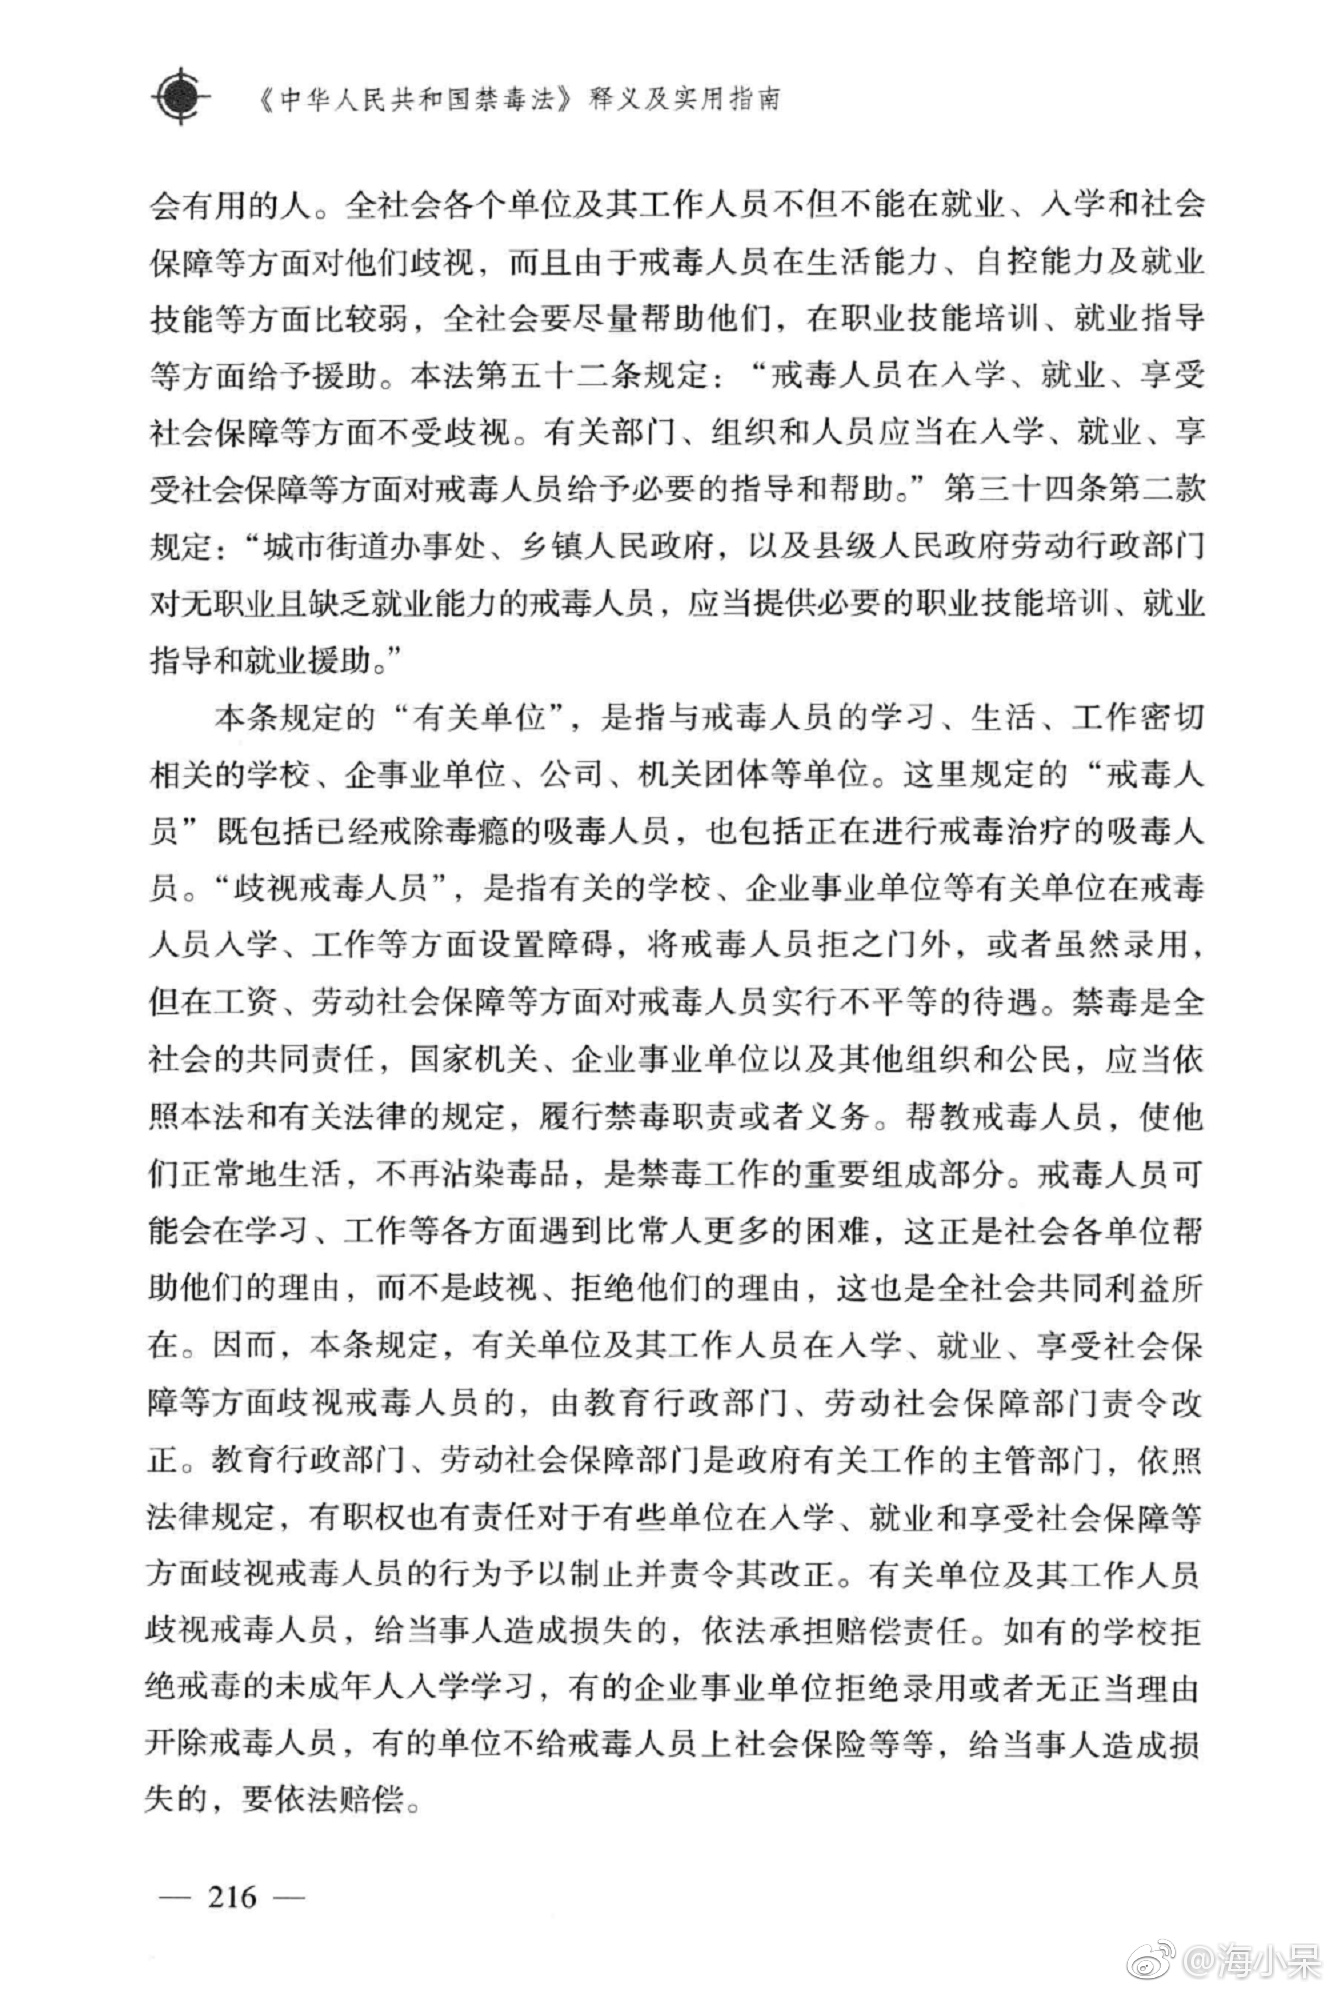 《中华人民共和国禁毒法》释义及实用指南
会有用的人。全社会各个单位及其工作人员不但不能在就业、入学和社会
保障等方面对他们歧视，而且由于戒毒人员在生活能力、自控能力及就业
技能等方面比较弱，全社会要尽量帮助他们，在职业技能培训、就业指导
等方面给予援助。本法第五十二条规定：“戒毒人员在入学、就业、享受
社会保障等方面不受歧视。有关部门、组织和人员应当在入学、就业、享
受社会保障等方面对戒毒人员给予必要的指导和帮助。”第三十四条第二款
规定：“城市街道办事处、乡镇人民政府，以及县级人民政府劳动行政部门
对无职业且缺乏就业能力的戒毒人员，应当提供必要的职业技能培训、就业
指导和就业援助。”
本条规定的“有关单位”，是指与戒毒人员的学习、生活、工作密切
相关的学校、企事业单位、公司、机关团体等单位。这里规定的“戒毒人
员”既包括已经戒除毒瘾的吸毒人员，也包括正在进行戒毒治疗的吸毒人
员。“歧视戒毒人员”，是指有关的学校、企业事业单位等有关单位在戒毒
人员入学、工作等方面设置障碍，将戒毒人员拒之门外，或者虽然录用，
但在工资、劳动社会保障等方面对戒毒人员实行不平等的待遇。禁毒是全
社会的共同责任，国家机关、企业事业单位以及其他组织和公民，应当依
照本法和有关法律的规定，履行禁毒职责或者义务。帮教戒毒人员，使他
们正常地生活，不再沾染毒品，是禁毒工作的重要组成部分。戒毒人员可
能会在学习、工作等各方面遇到比常人更多的困难，这正是社会各单位帮
助他们的理由，而不是歧视、拒绝他们的理由，这也是全社会共同利益所
在。因而，本条规定，有关单位及其工作人员在入学、就业、享受社会保
障等方面歧视戒毒人员的，由教育行政部门、劳动社会保障部门责令改
正。教育行政部门、劳动社会保障部门是政府有关工作的主管部门，依照
法律规定，有职权也有责任对于有些单位在入学、就业和享受社会保障等
方面歧视戒毒人员的行为予以制止并责令其改正。有关单位及其工作人员
歧视戒毒人员，给当事人造成损失的，依法承担赔偿责任。如有的学校拒
绝戒毒的未成年人入学学习，有的企业事业单位拒绝录用或者无正当理由
开除戒毒人员，有的单位不给戒毒人员上社会保险等等，给当事人造成损
失的，要依法赔偿。
— 216 —
@海小呆